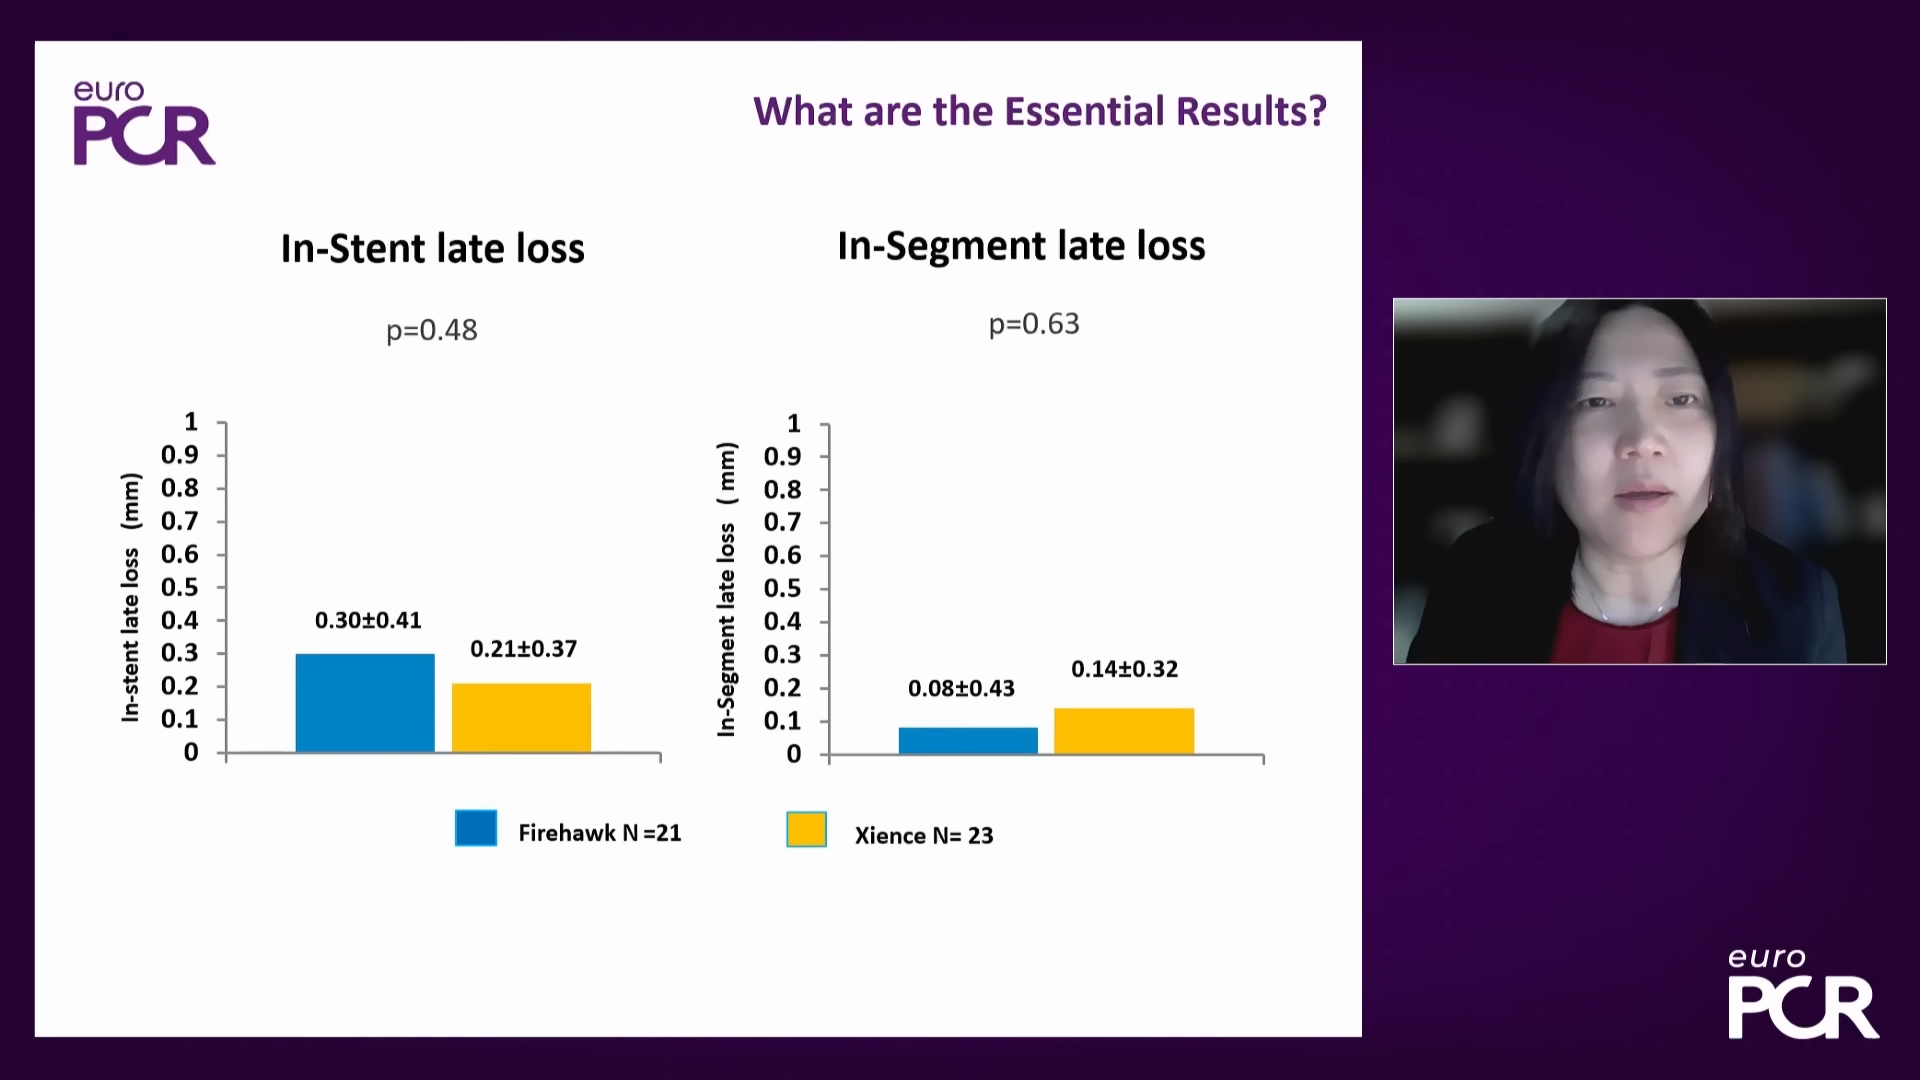 euro
PCR
What are the Essential Results?
In-Stent late loss
p=0.48
In-stent late loss (mm)
1
0.9
0.8
0.7
0.6
0.5
0.4
0.3
0.2
0.1
0
0.30±0.41
0.21±0.37
In-Segment late loss
p=0.63
In-Segment late loss ( mm)
1
0.9
0.8
0.7
0.6
0.5
0.4
0.3
0.2
0.1
0
0.08±0.43
0.14±0.32
Firehawk N =21
Xience N= 23
euro
PCR